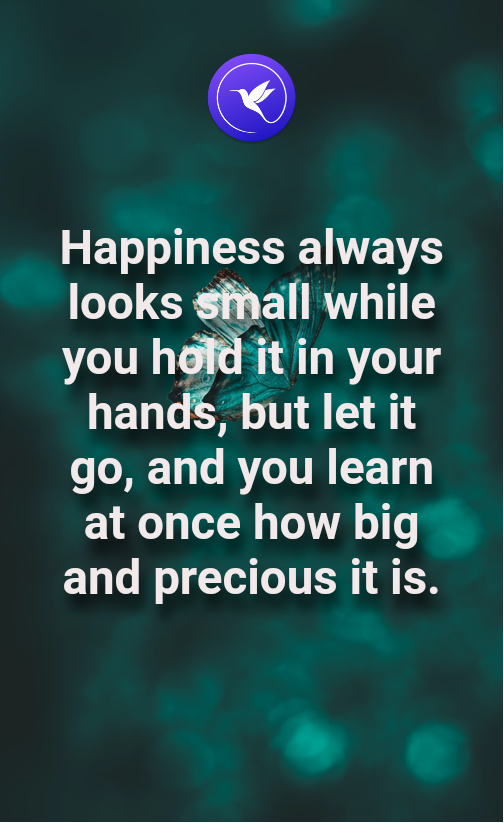 Happiness always
looks small while
you hold it in your
hands, but let it
go, and you learn
at once how big
and precious it is.